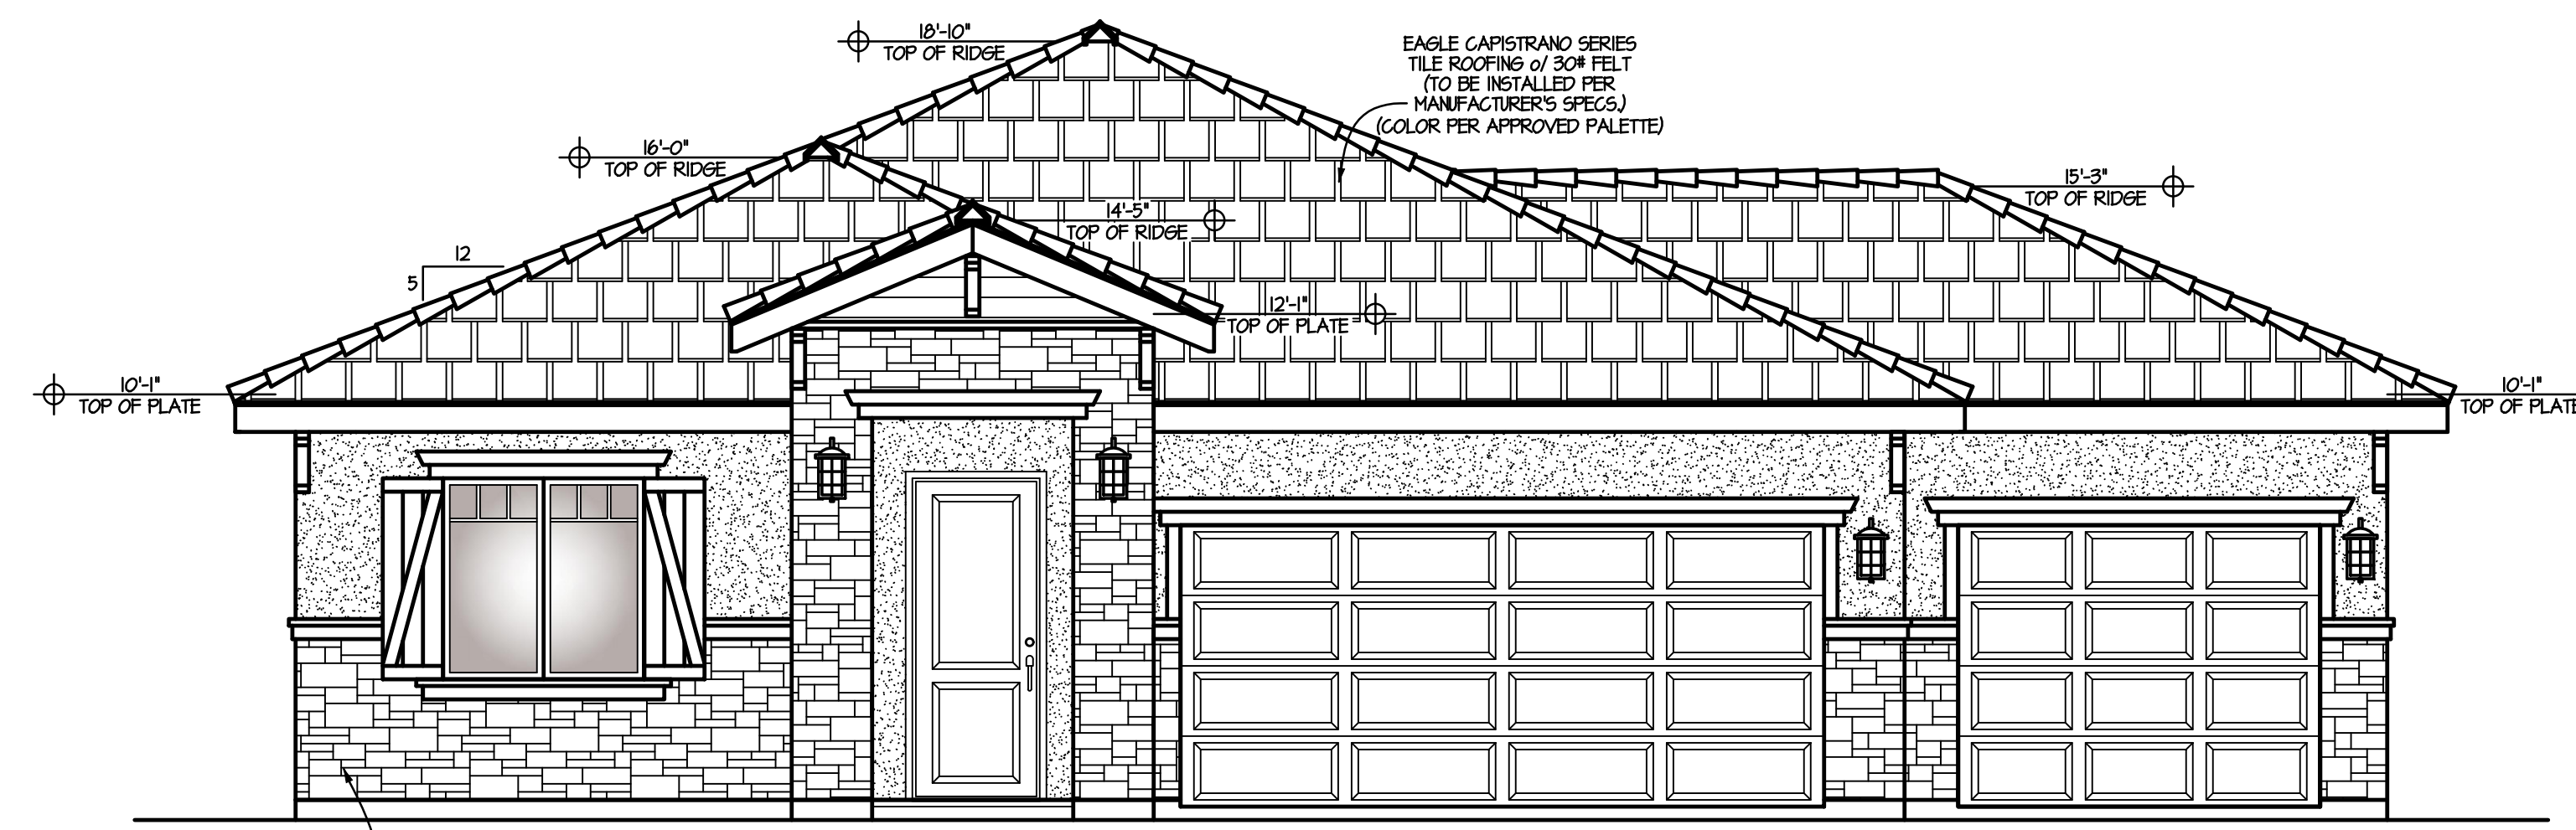 18'-10"
TOP OF RIDGE
EAGLE CAPISTRANO SERIES
TILE ROOFING o/ 30# FELT
(TO BE INSTALLED PER
MANUFACTURER'S SPECS.)
(COLOR PER APPROVED PALETTE)
16'-0"
TOP OF RIDGE
15'-3"
TOP OF RIDGE
14'-5"
TOP OF RIDGE
12
5
12'-1"
TOP OF PLATE
10'-1"
TOP OF PLATE
10'-1"
TOP OF PLATE